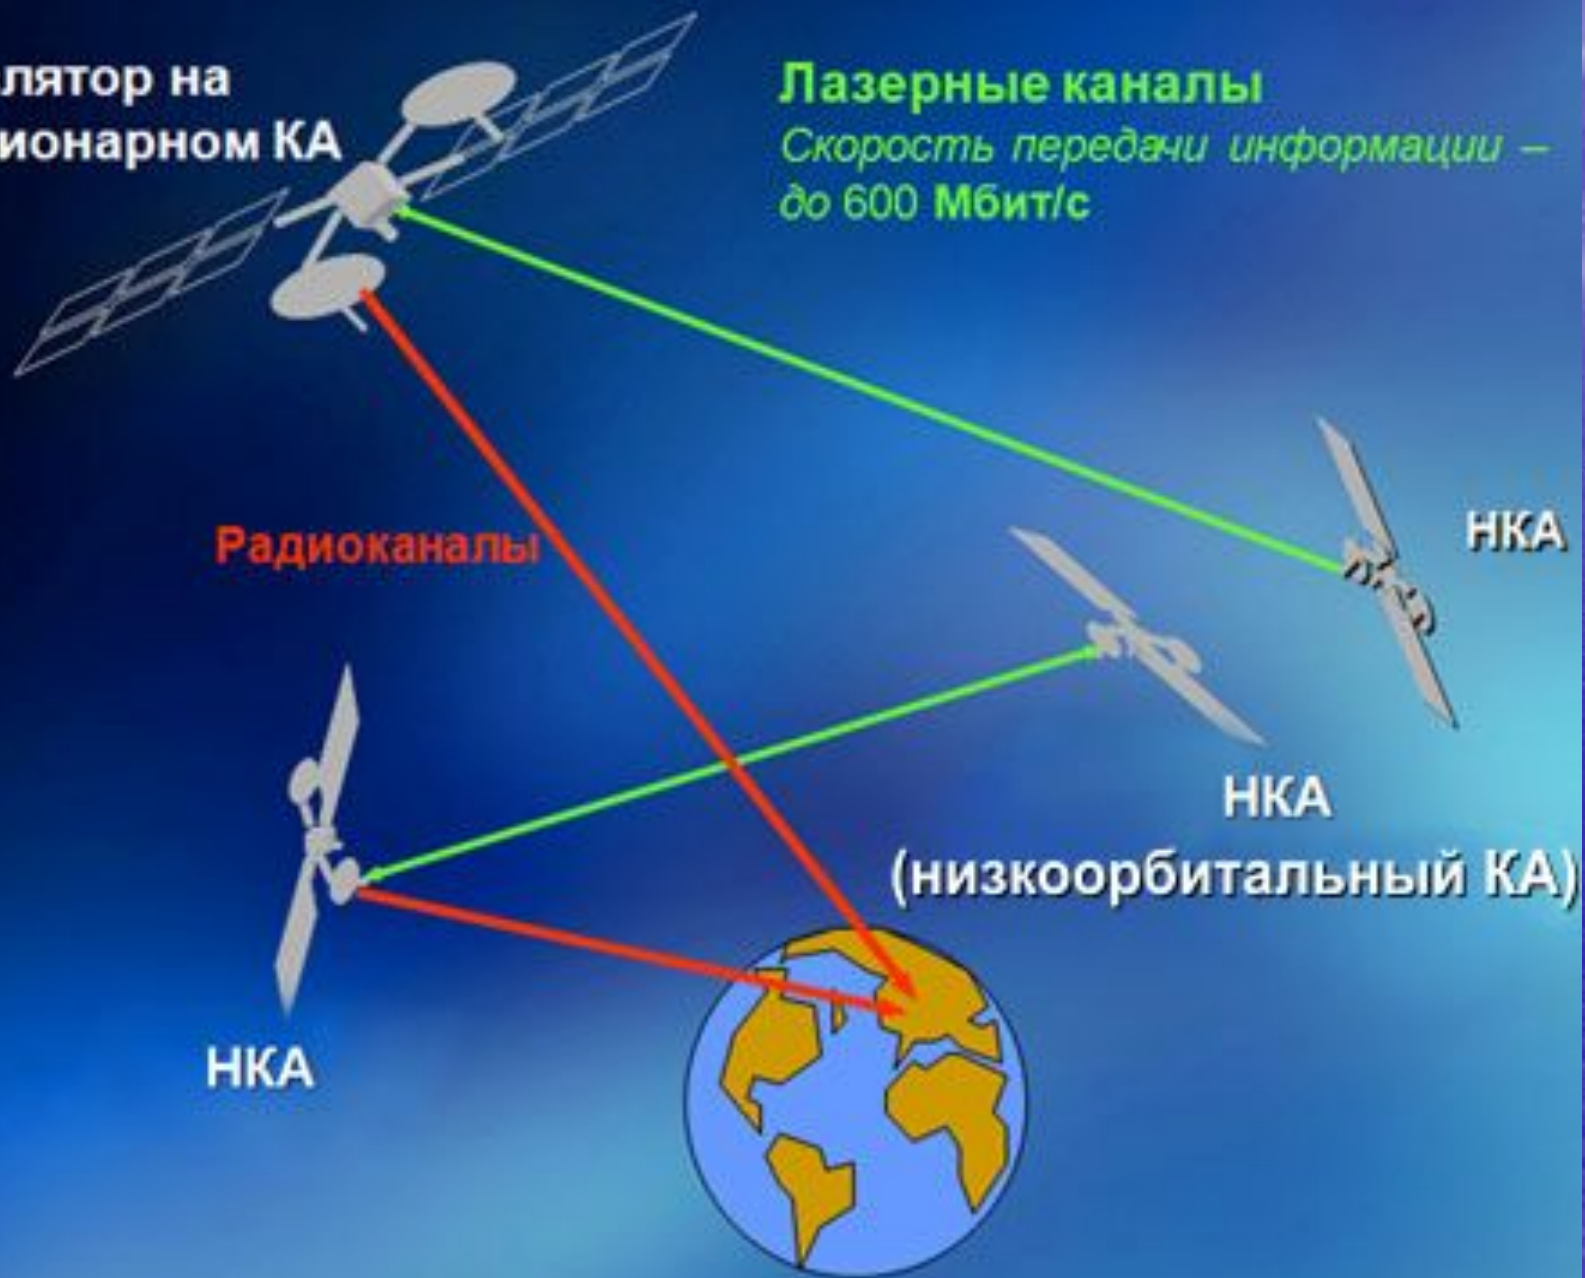 лятор на
ионарном КА
Лазерные каналы
Скорость передачи информации –
до 600 Мбит/с
Радиоканалы
НКА
НКА
(низкоорбитальный КА)
НКА